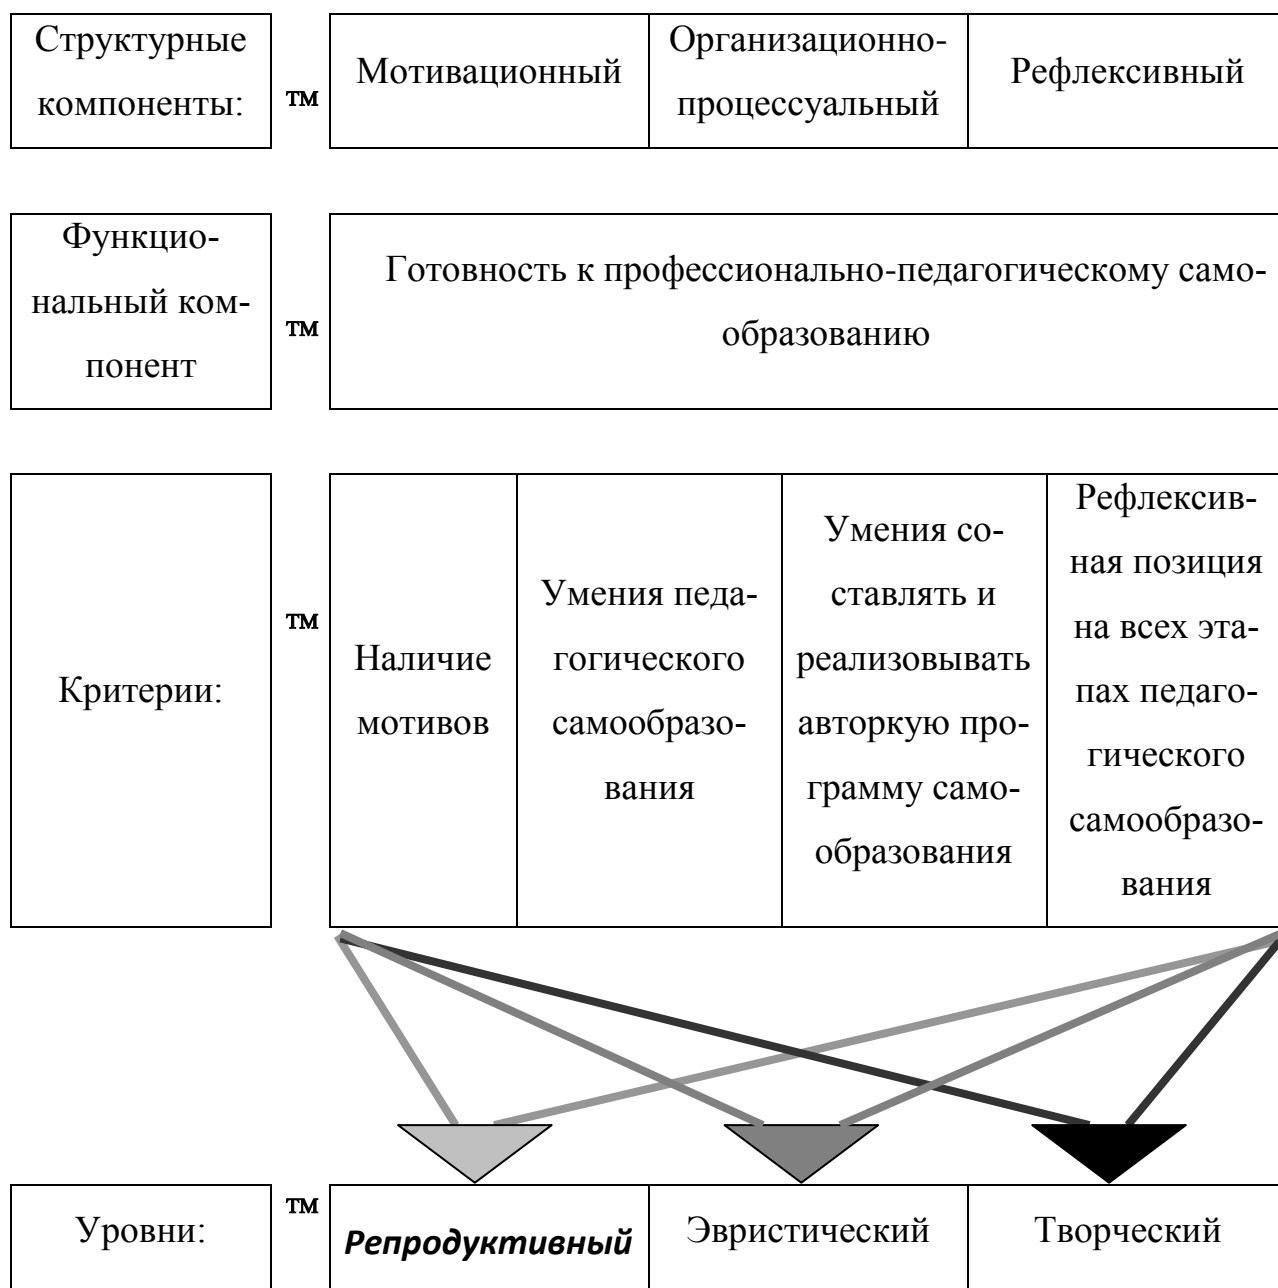 Структурные
компоненты:
™
Мотивационный
Организационно-
процессуальный
Рефлексивный
Функцио-
нальный ком-
понент
™
Готовность к профессионально-педагогическому само-
образованию
Критерии:
™
Наличие
мотивов
Умения педа-
гогического
самообразо-
вания
Умения со-
ставлять и
реализовывать
авторкую про-
грамму само-
образования
Рефлексив-
ная позиция
на всех эта-
пах педаго-
гического
самообразо-
вания
Уровни:
™
Репродуктивный
Эвристический
Творческий